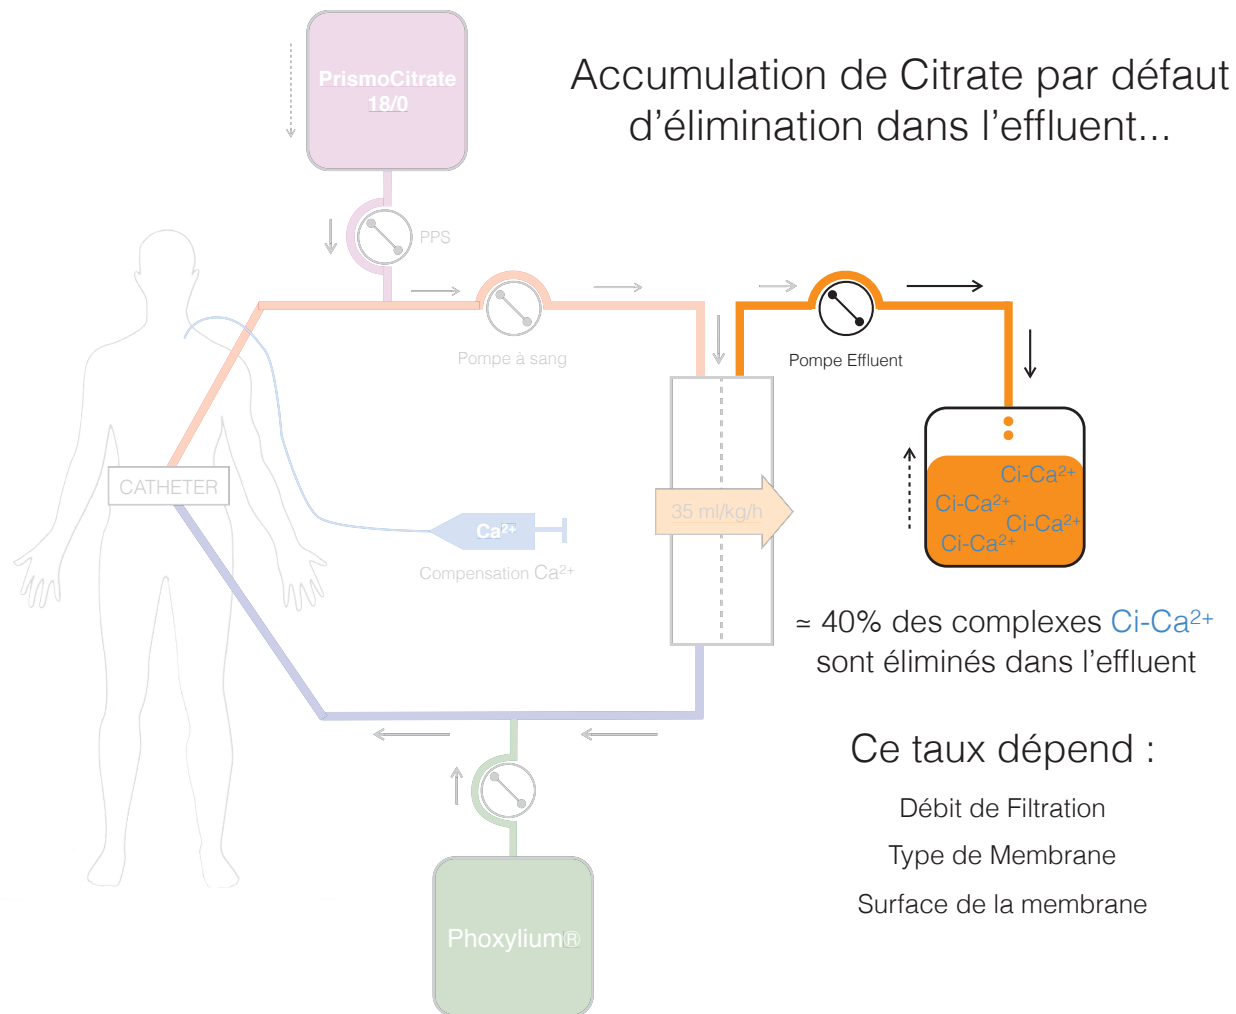 PrismoCitrate
18/0
Accumulation de Citrate par défaut
d’élimination dans l’effluent...
PPS
Pompe à sang
Pompe Effluent
CATHETER
Ca²⁺
Compensation Ca²⁺
35 ml/kg/h
Ci-Ca²⁺
Ci-Ca²⁺
Ci-Ca²⁺
Ci-Ca²⁺
≃ 40% des complexes Ci-Ca²⁺
sont éliminés dans l’effluent
Ce taux dépend :
Débit de Filtration
Type de Membrane
Surface de la membrane
Phoxylium®